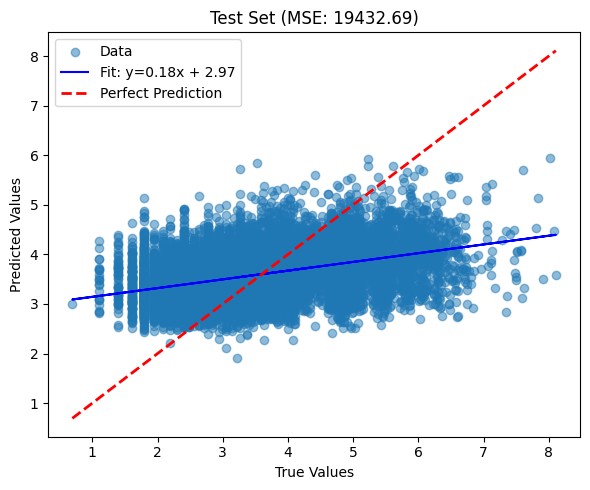 Test Set (MSE: 19432.69)
Data
Fit: y=0.18x + 2.97
Perfect Prediction
8
7
6
5
4
3
2
1
Predicted Values
1 2 3 4 5 6 7 8
True Values